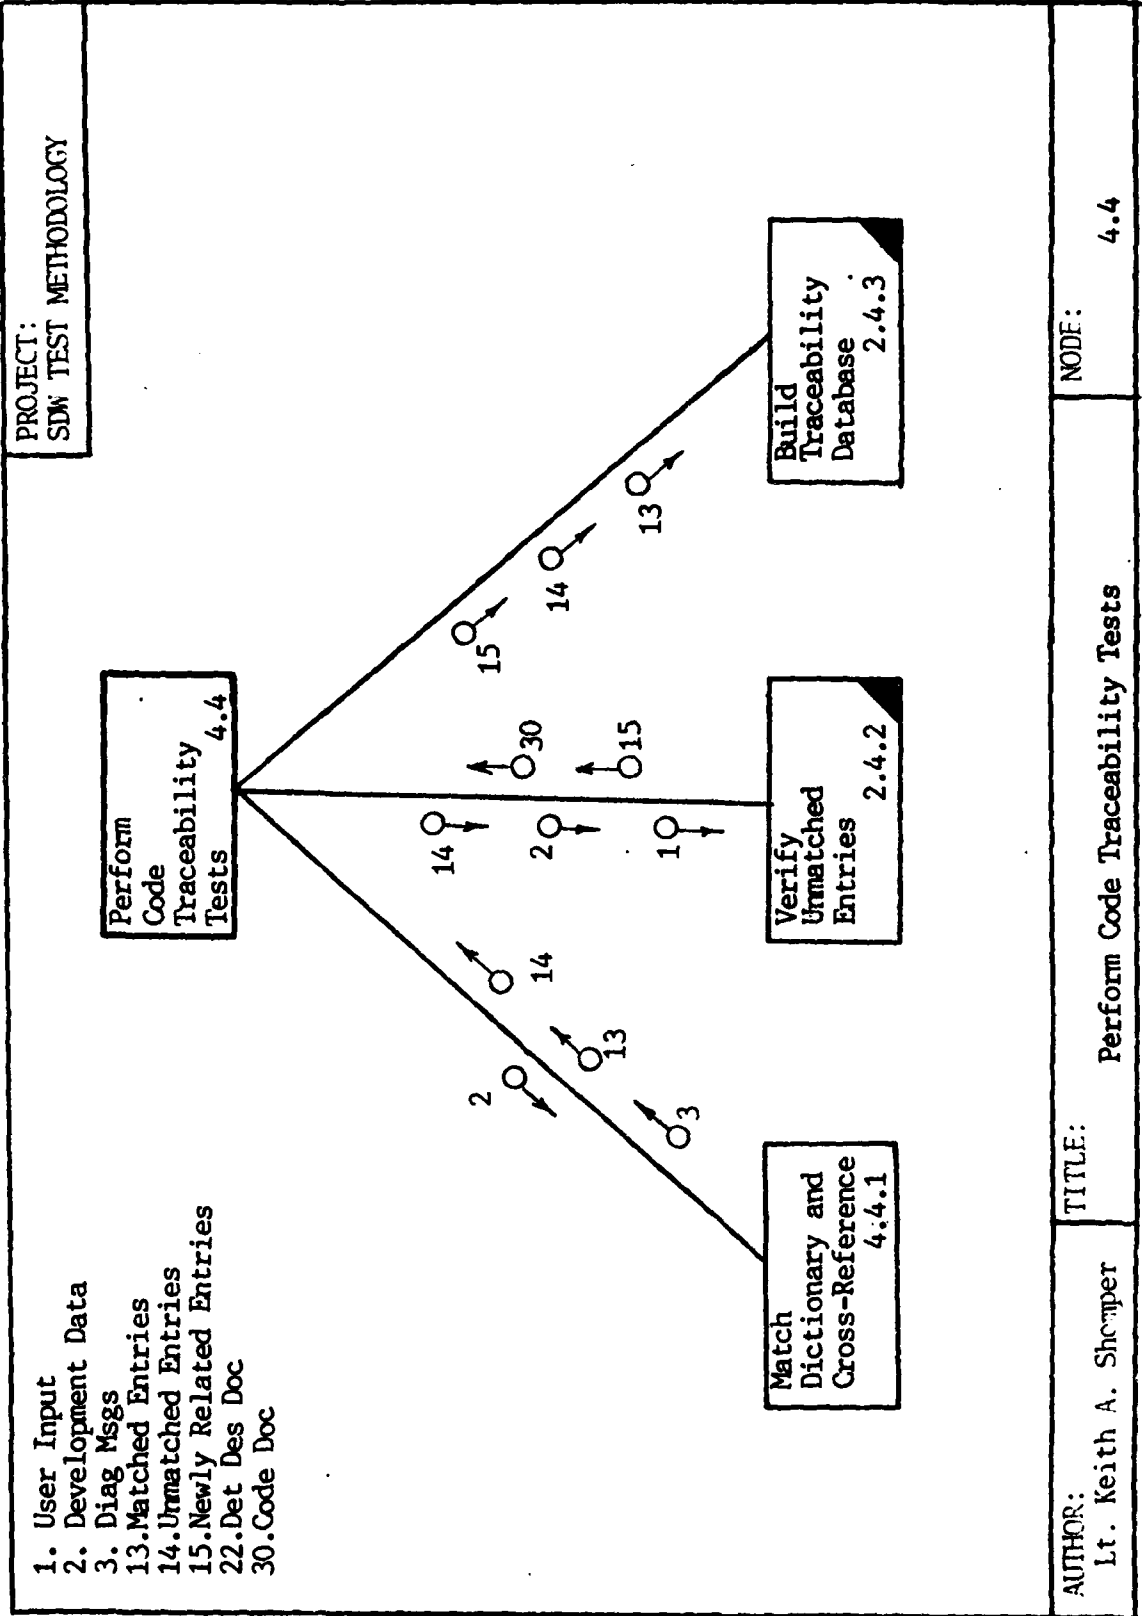 PROJECT:
SDW TEST METHODOLOGY
1. User Input
2. Development Data
3. Diag Msgs
13.Matched Entries
14.Unmatched Entries
15.Newly Related Entries
22.Det Des Doc
30.Code Doc
Perform
Code
Traceability
Tests 4.4
2
14
13
3
14
30
2
15
1
15
14
13
Match
Dictionary and
Cross-Reference
4.4.1
Verify
Unmatched
Entries
2.4.2
Build
Traceability
Database
2.4.3
AUTHOR:
Lt. Keith A. Shomper
TITLE:
Perform Code Traceability Tests
NODE:
4.4